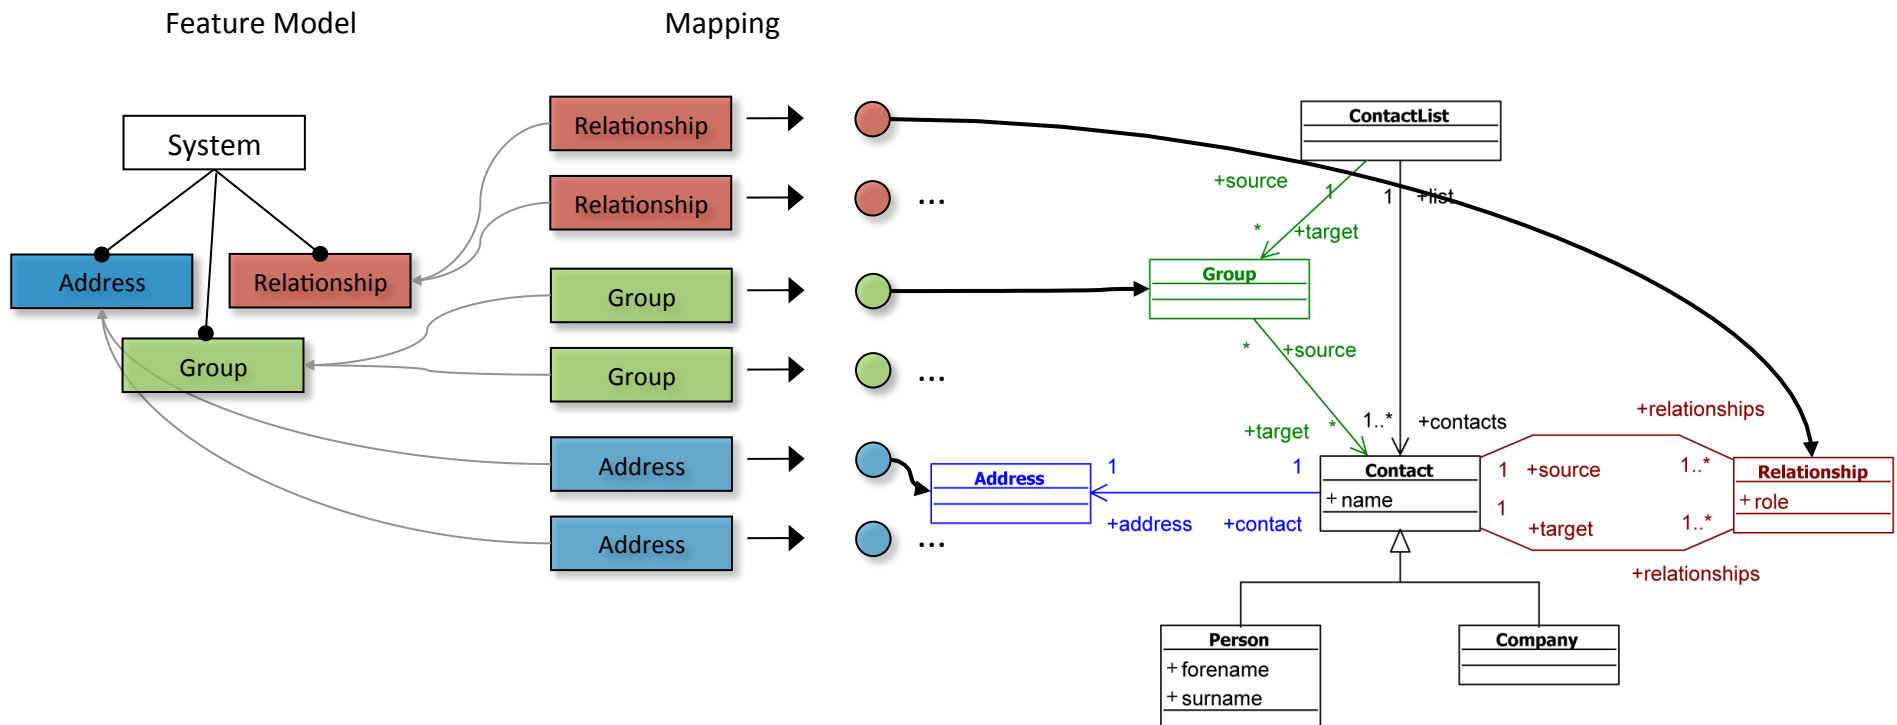 Feature Model
Mapping
System
Address
Relationship
Group
Relationship
Relationship
...
Group
Group
...
Address
Address
...
ContactList
+source
1
1
+list
*
+target
Group
*
+source
+target
*
1..*
+contacts
+relationships
Address
1
1
+address
+contact
Contact
+ name
1
+source
1..*
1
+target
1..*
Relationship
+ role
+relationships
Person
+ forename
+ surname
Company